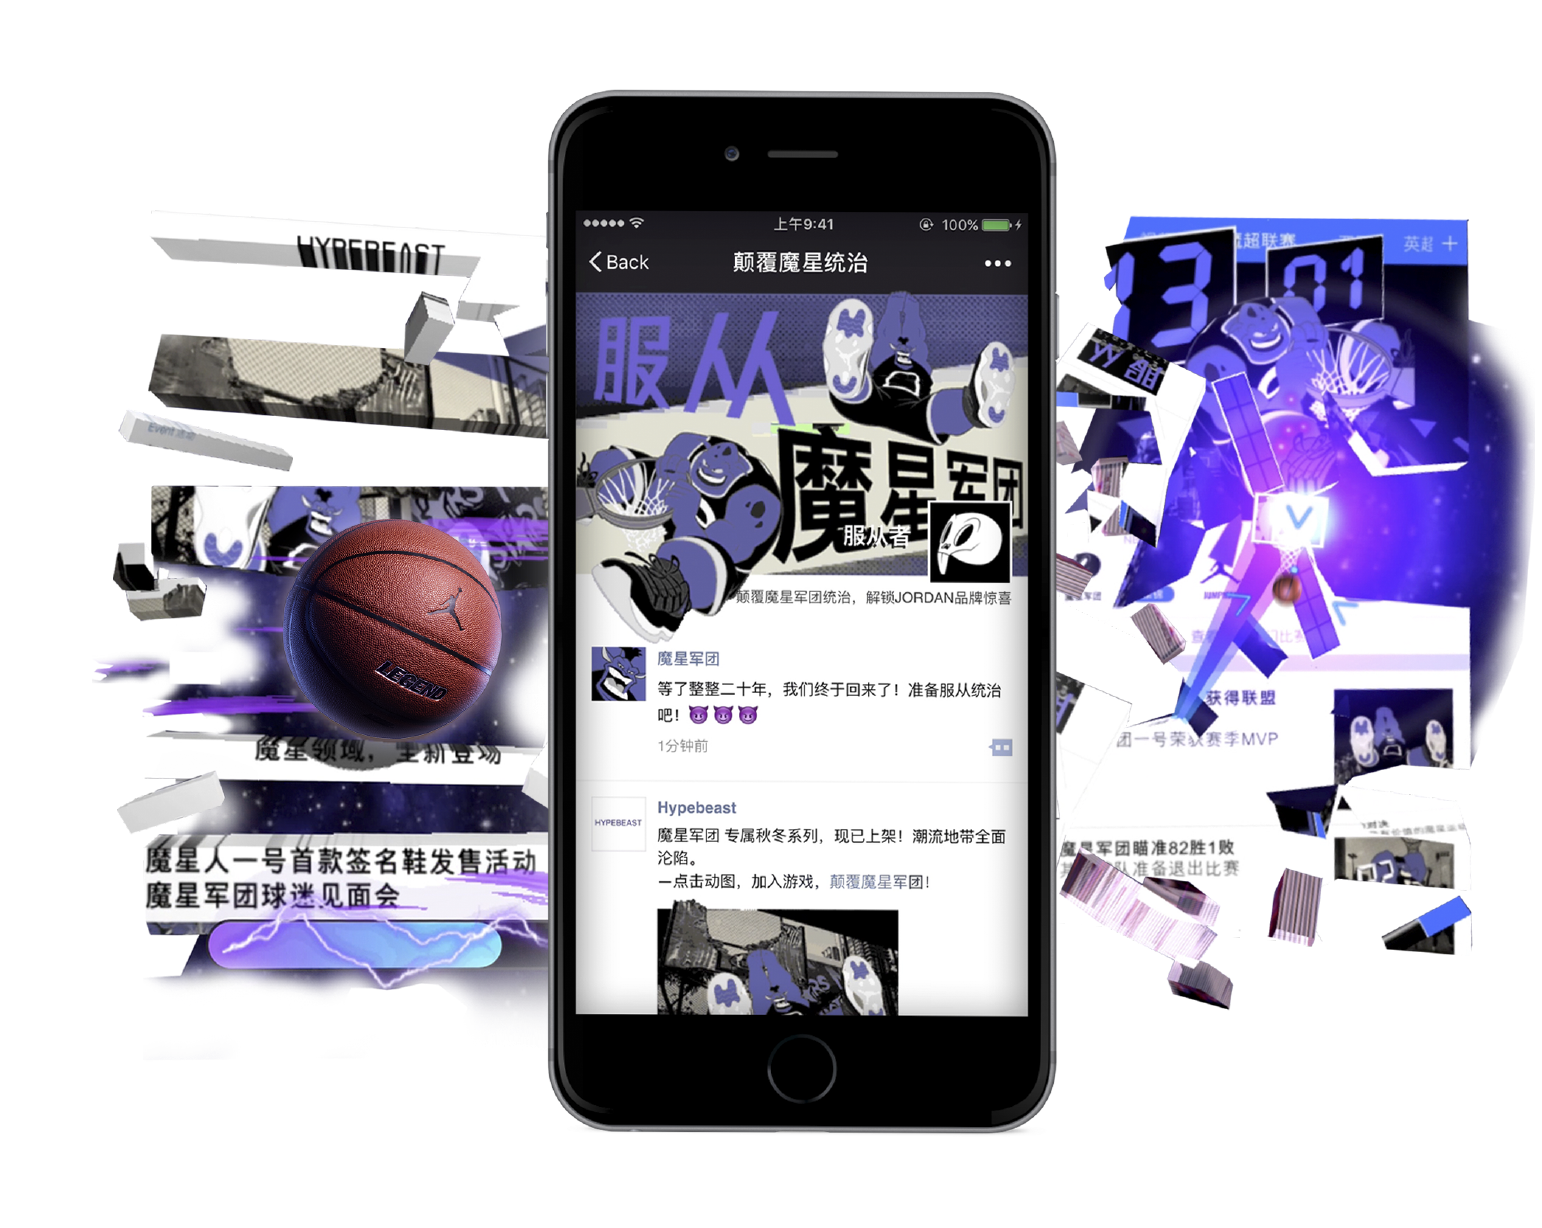 HYPEBEAST
Event 活动
魔星领域，全新登场
魔星人一号首款签名鞋发售活动
魔星军团球迷见面会
LEGEND
上午9:41
100%
Back
颠覆魔星统治
服从
魔星军团
服从者
颠覆魔星军团统治，解锁JORDAN品牌惊喜
魔星军团
等了整整二十年，我们终于回来了！准备服从统治
吧！😈😈😈
1分钟前
HYPEBEAST
Hypebeast
魔星军团 专属秋冬系列，现已上架！潮流地带全面
沦陷。
一点击动图，加入游戏，颠覆魔星军团！
超联赛
英超
13 01
获得联盟
团一号荣获赛季MVP
魔星军团瞄准82胜1败
队准备退出比赛